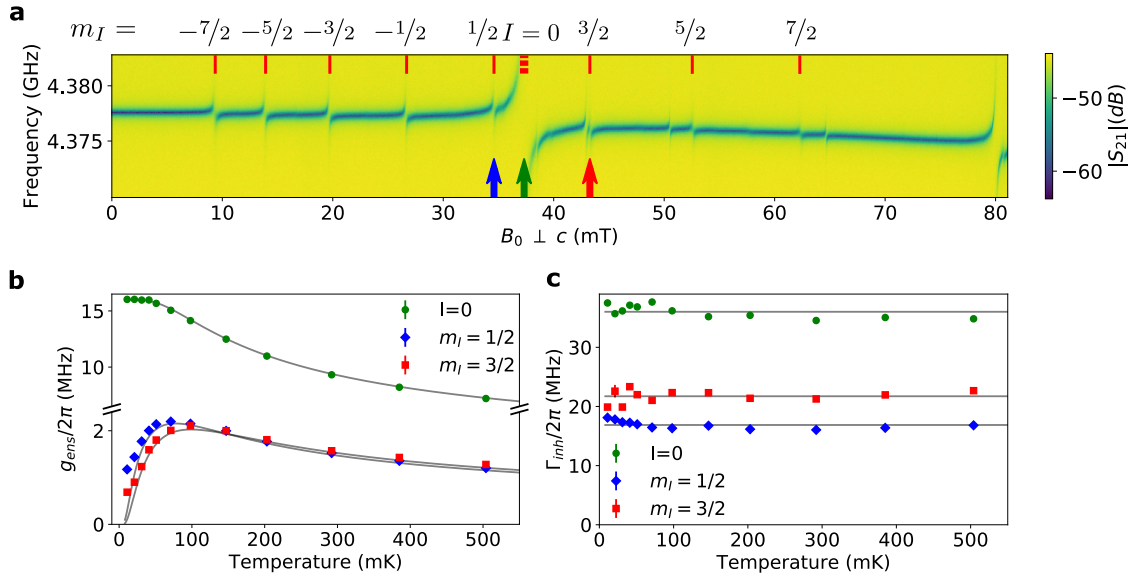 a
m_I = −7/2 −5/2 −3/2 −1/2 1/2 I = 0 3/2 5/2 7/2
Frequency (GHz)
4.380
4.375
0 10 20 30 40 50 60 70 80
B₀ ⊥ c (mT)
−50
−60
|S₂₁|(dB)
b
g_ens/2π (MHz)
15
10
2
0
I=0
m_I = 1/2
m_I = 3/2
0 100 200 300 400 500
Temperature (mK)
c
Γ_inh/2π (MHz)
30
20
10
0
I=0
m_I = 1/2
m_I = 3/2
0 100 200 300 400 500
Temperature (mK)